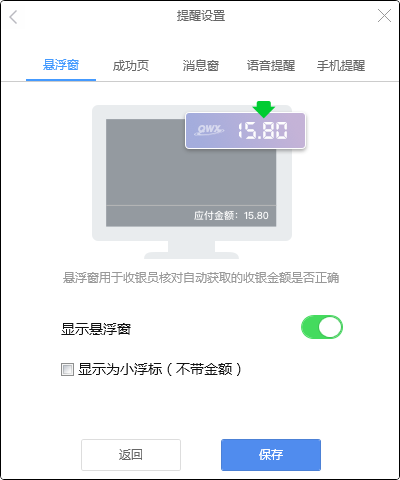 提醒设置
悬浮窗 成功页 消息窗 语音提醒 手机提醒
QWX 15.80
应付金额：15.80
悬浮窗用于收银员核对自动获取的收银金额是否正确
显示悬浮窗
显示为小浮标（不带金额）
返回 保存